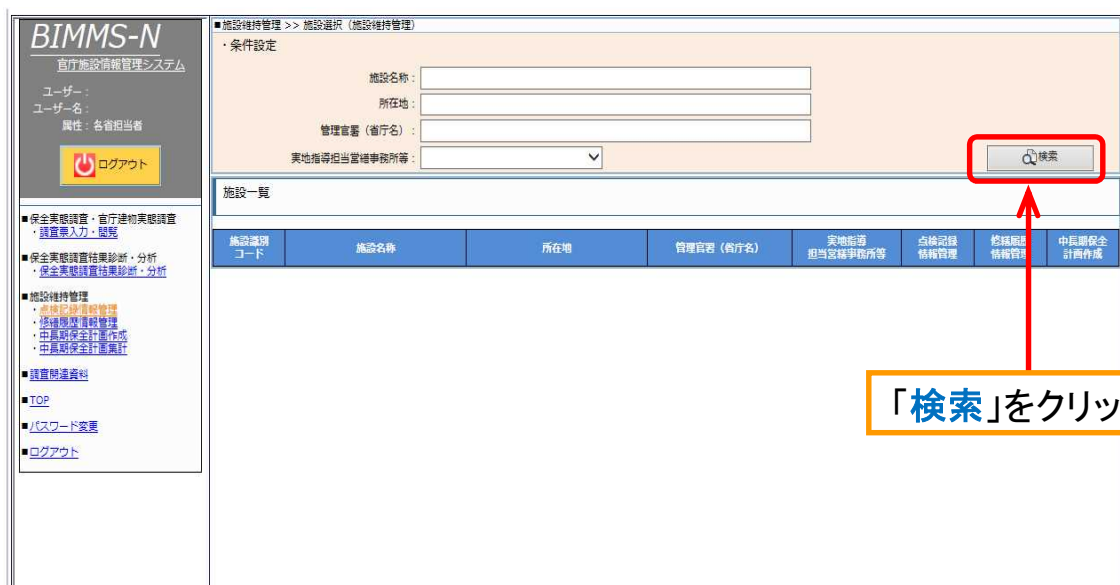 BIMMS-N
官庁施設情報管理システム
ユーザー：
ユーザー名：
属性：各省担当者
ログアウト
■保全実態調査・官庁建物実態調査
・調査票入力・閲覧
■保全実態調査結果診断・分析
・保全実態調査結果診断・分析
■施設維持管理
・点検記録情報管理
・修繕履歴情報管理
・中長期保全計画作成
・中長期保全計画集計
■調査関連資料
■TOP
■パスワード変更
■ログアウト
■施設維持管理 >> 施設選択（施設維持管理）
・条件設定
施設名称：
所在地：
管理官署（省庁名）：
実地指導担当営繕事務所等：
検索
施設一覧
施設識別コード 施設名称 所在地 管理官署（省庁名） 実地指導担当営繕事務所等 点検記録情報管理 修繕履歴情報管理 中長期保全計画作成
「検索」をクリッ